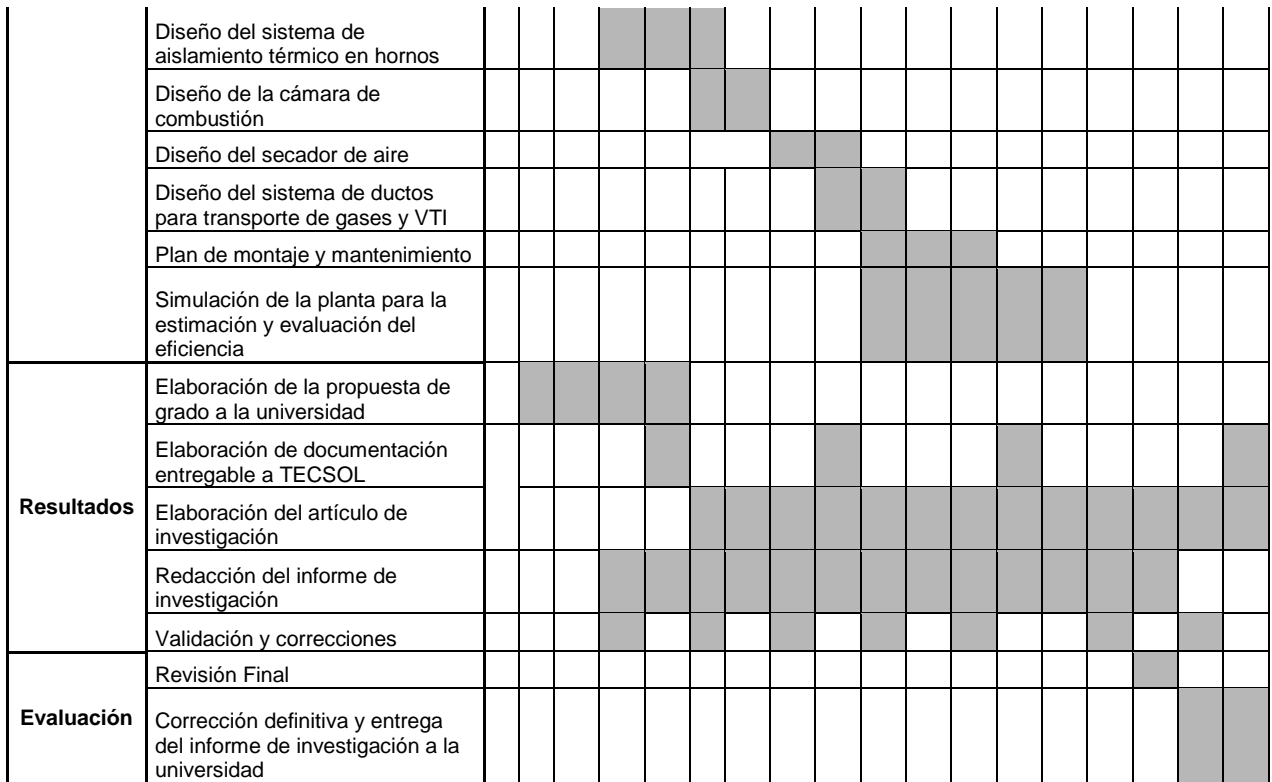 Diseño del sistema de
aislamiento térmico en hornos
Diseño de la cámara de
combustión
Diseño del secador de aire
Diseño del sistema de ductos
para transporte de gases y VTI
Plan de montaje y mantenimiento
Simulación de la planta para la
estimación y evaluación del
eficiencia
Resultados
Elaboración de la propuesta de
grado a la universidad
Elaboración de documentación
entregable a TECSOL
Elaboración del artículo de
investigación
Redacción del informe de
investigación
Validación y correcciones
Evaluación
Revisión Final
Corrección definitiva y entrega
del informe de investigación a la
universidad